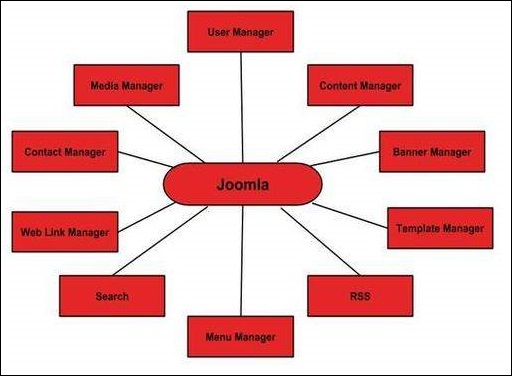 User Manager
Media Manager
Content Manager
Contact Manager
Banner Manager
Joomla
Web Link Manager
Template Manager
Search
RSS
Menu Manager